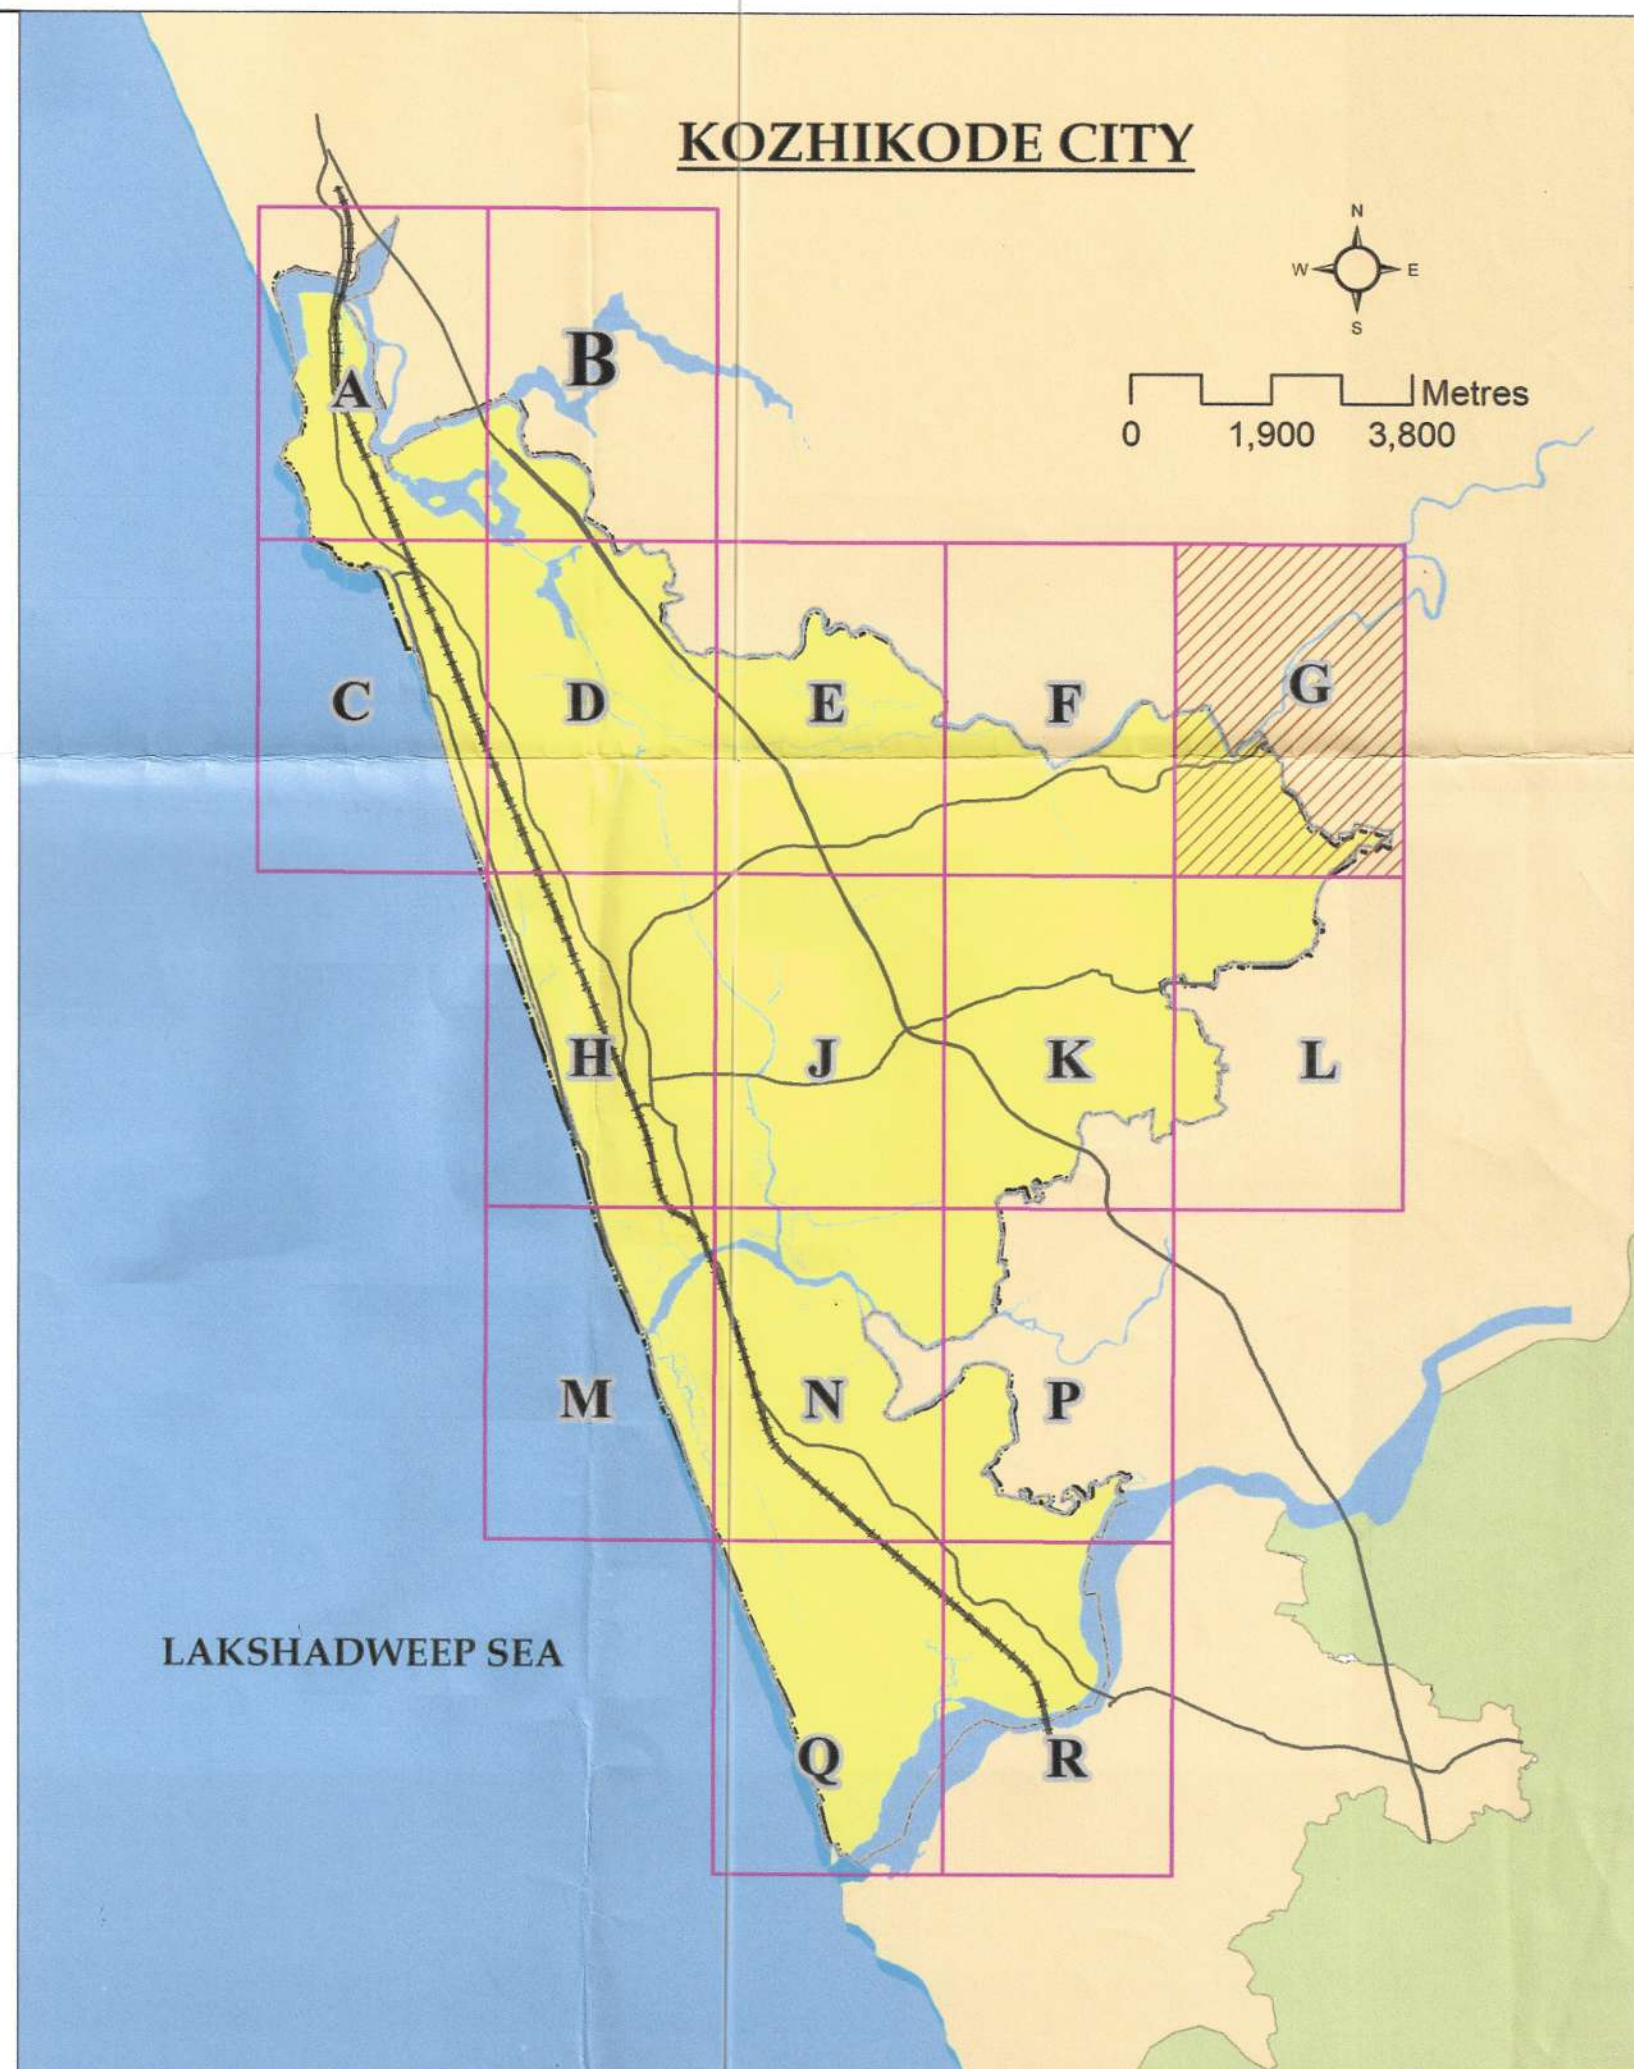 KOZHIKODE CITY
N
W E
S
Metres
0 1,900 3,800
A
B
C D E F G
H J K L
M N P
LAKSHADWEEP SEA
Q R